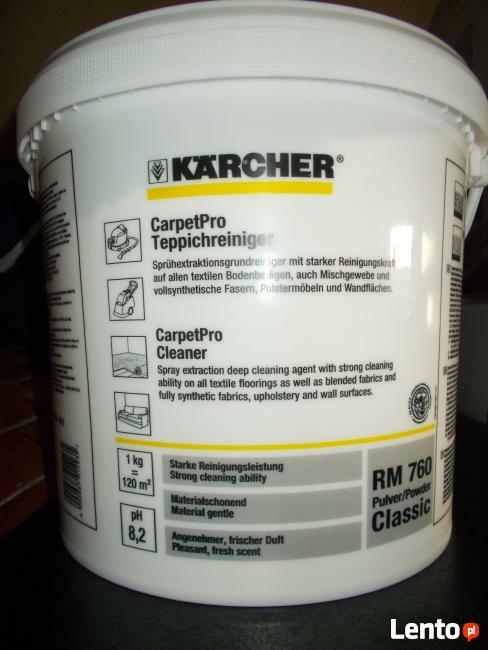 KÄRCHER®
CarpetPro
Teppichreiniger
Sprühextraktionsgrundreiniger mit starker Reinigungskraft
auf allen textilen Bodenbelägen, auch Mischgewebe und
vollsynthetische Fasern, Polstermöbeln und Wandflächen.
CarpetPro
Cleaner
Spray extraction deep cleaning agent with strong cleaning
ability on all textile floorings as well as blended fabrics and
fully synthetic fabrics, upholstery and wall surfaces.
1 kg
=
120 m²
Starke Reinigungsleistung
Strong cleaning ability
Materialschonend
Material gentle
pH
8,2
Angenehmer, frischer Duft
Pleasant, fresh scent
RM 760
Pulver/Powder
Classic
Lento pl